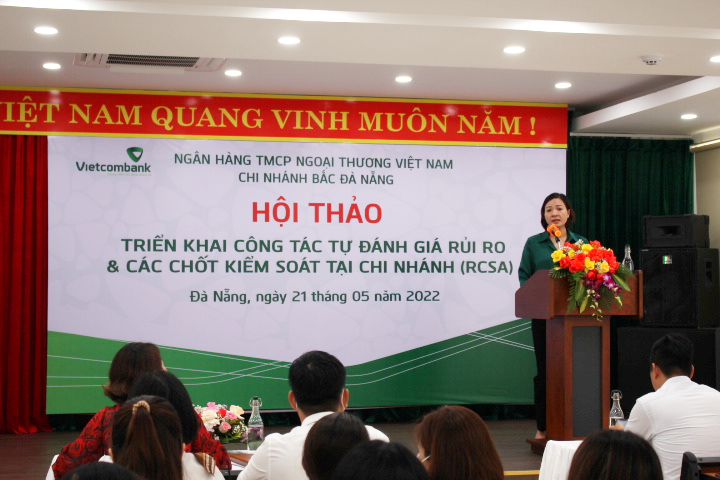 VIỆT NAM QUANG VINH MUÔN NĂM !
Vietcombank
NGÂN HÀNG TMCP NGOẠI THƯƠNG VIỆT NAM
CHI NHÁNH BẮC ĐÀ NẴNG
HỘI THẢO
TRIỂN KHAI CÔNG TÁC TỰ ĐÁNH GIÁ RỦI RO
& CÁC CHỐT KIỂM SOÁT TẠI CHI NHÁNH (RCSA)
Đà Nẵng, ngày 21 tháng 05 năm 2022